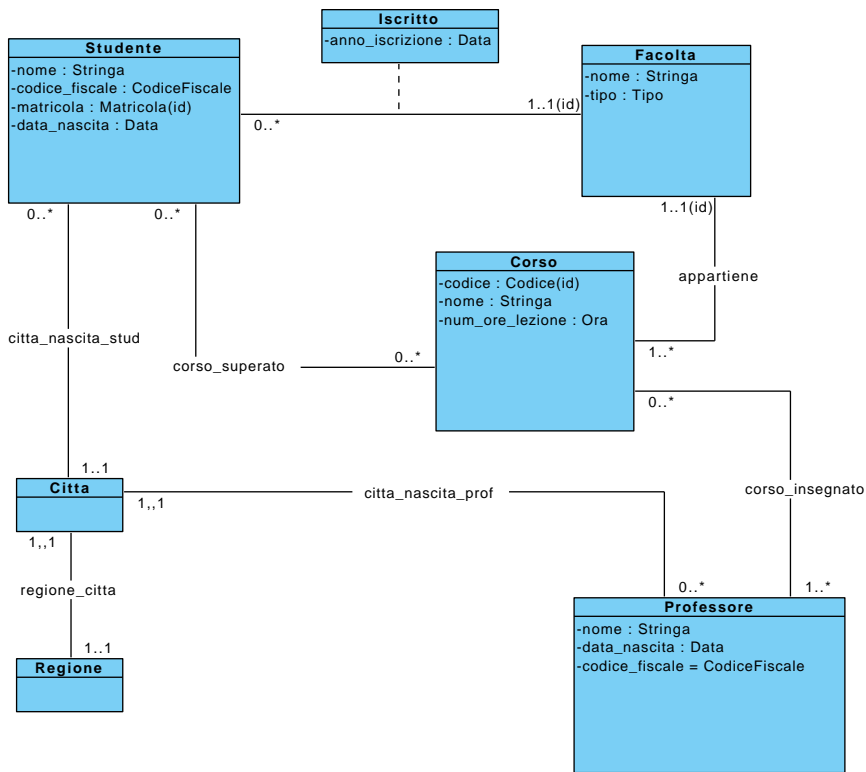 Iscritto
-anno_iscrizione : Data
Studente
-nome : Stringa
-codice_fiscale : CodiceFiscale
-matricola : Matricola(id)
-data_nascita : Data
Facolta
-nome : Stringa
-tipo : Tipo
0..*
1..1(id)
0..*
0..*
1..1(id)
appartiene
Corso
-codice : Codice(id)
-nome : Stringa
-num_ore_lezione : Ora
citta_nascita_stud
corso_superato
0..*
1..*
0..*
1..1
Citta
1,,1
citta_nascita_prof
corso_insegnato
1,,1
regione_citta
0..*
1..*
1..1
Regione
Professore
-nome : Stringa
-data_nascita : Data
-codice_fiscale = CodiceFiscale